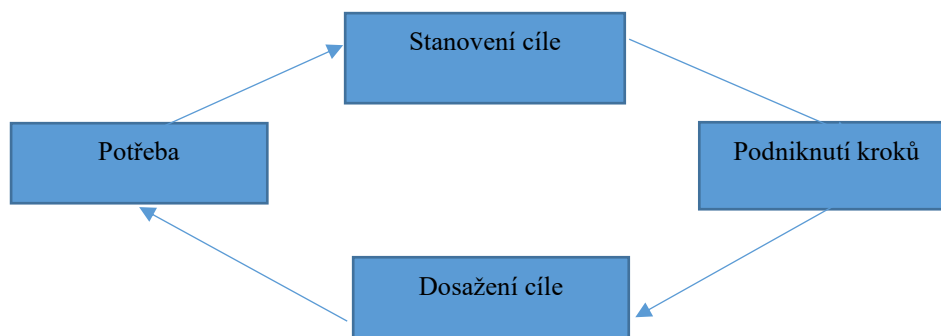 Stanovení cíle
Potřeba
Podniknutí kroků
Dosažení cíle